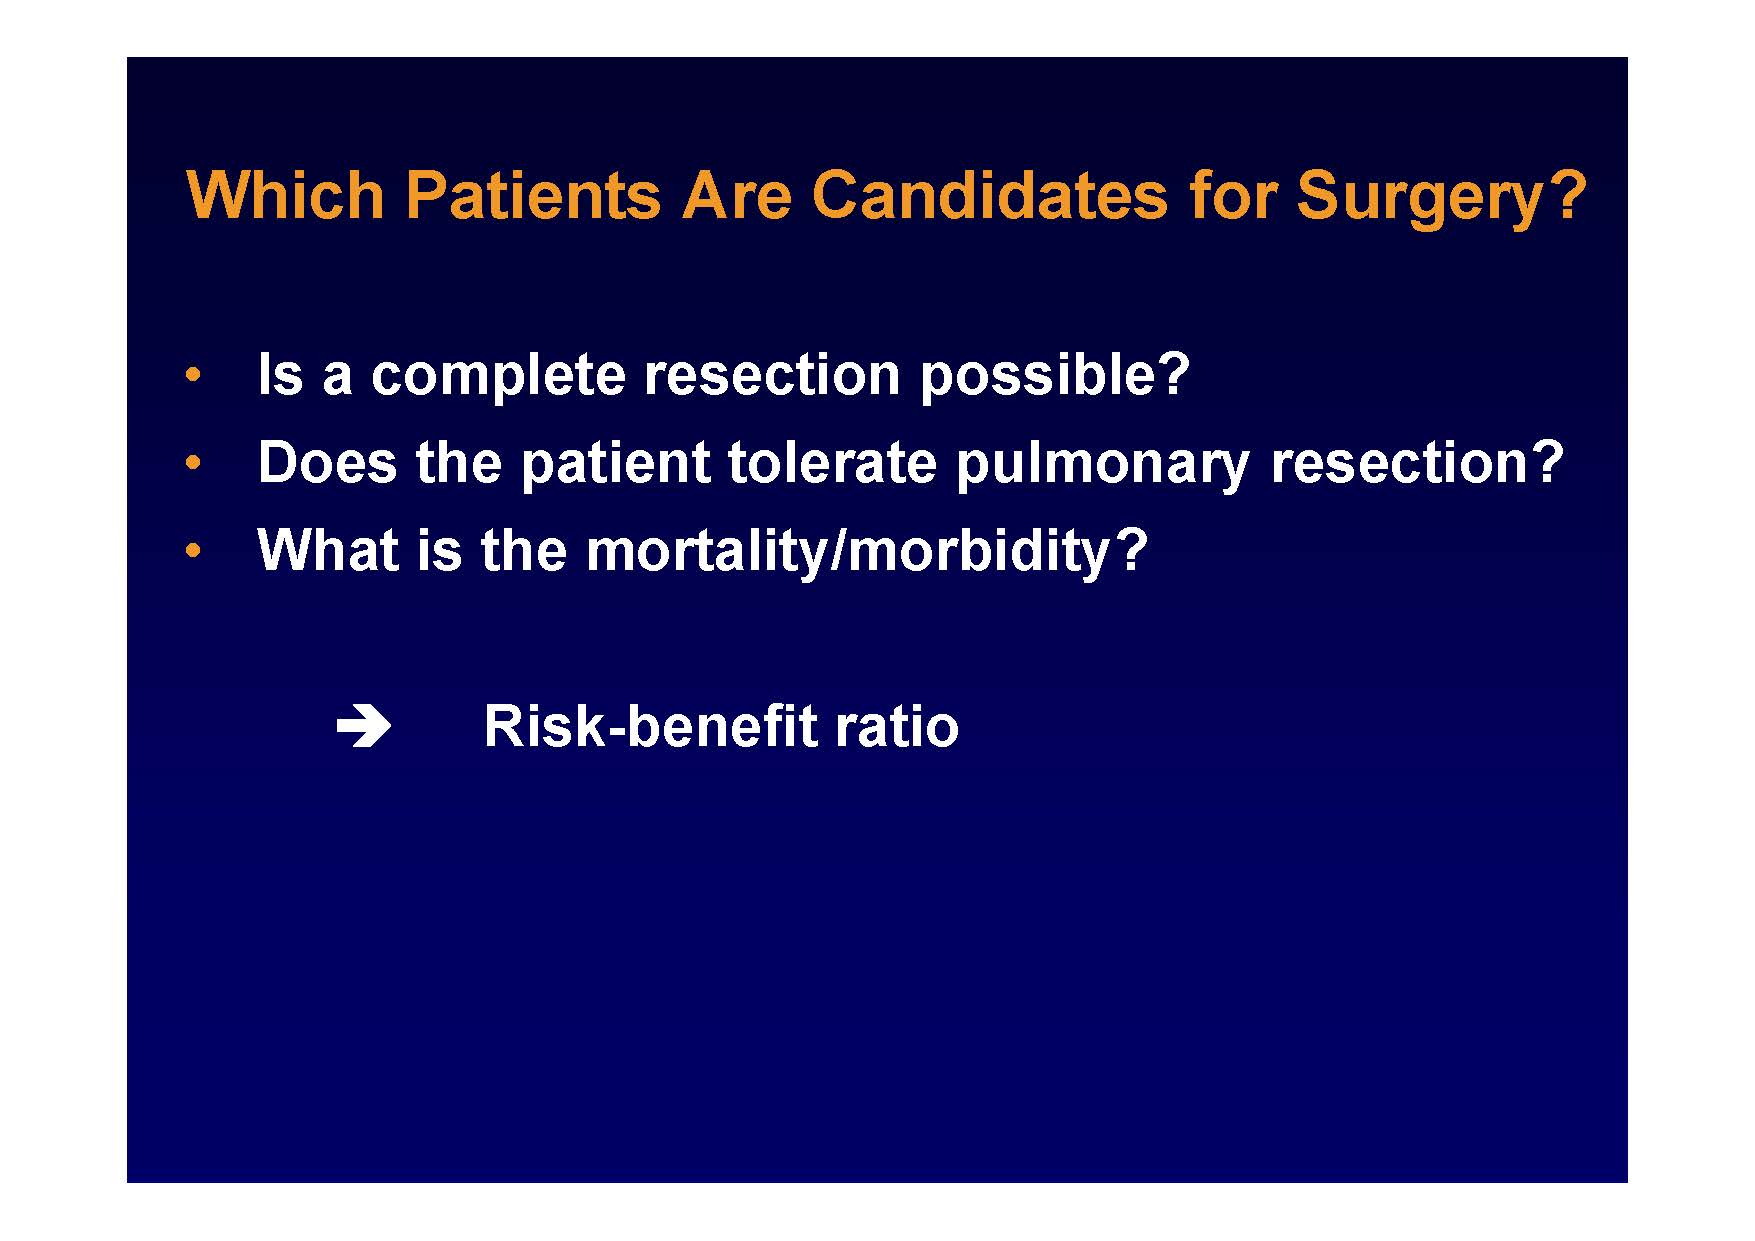 Which Patients Are Candidates for Surgery?
• Is a complete resection possible?
• Does the patient tolerate pulmonary resection?
• What is the mortality/morbidity?
➔ Risk-benefit ratio